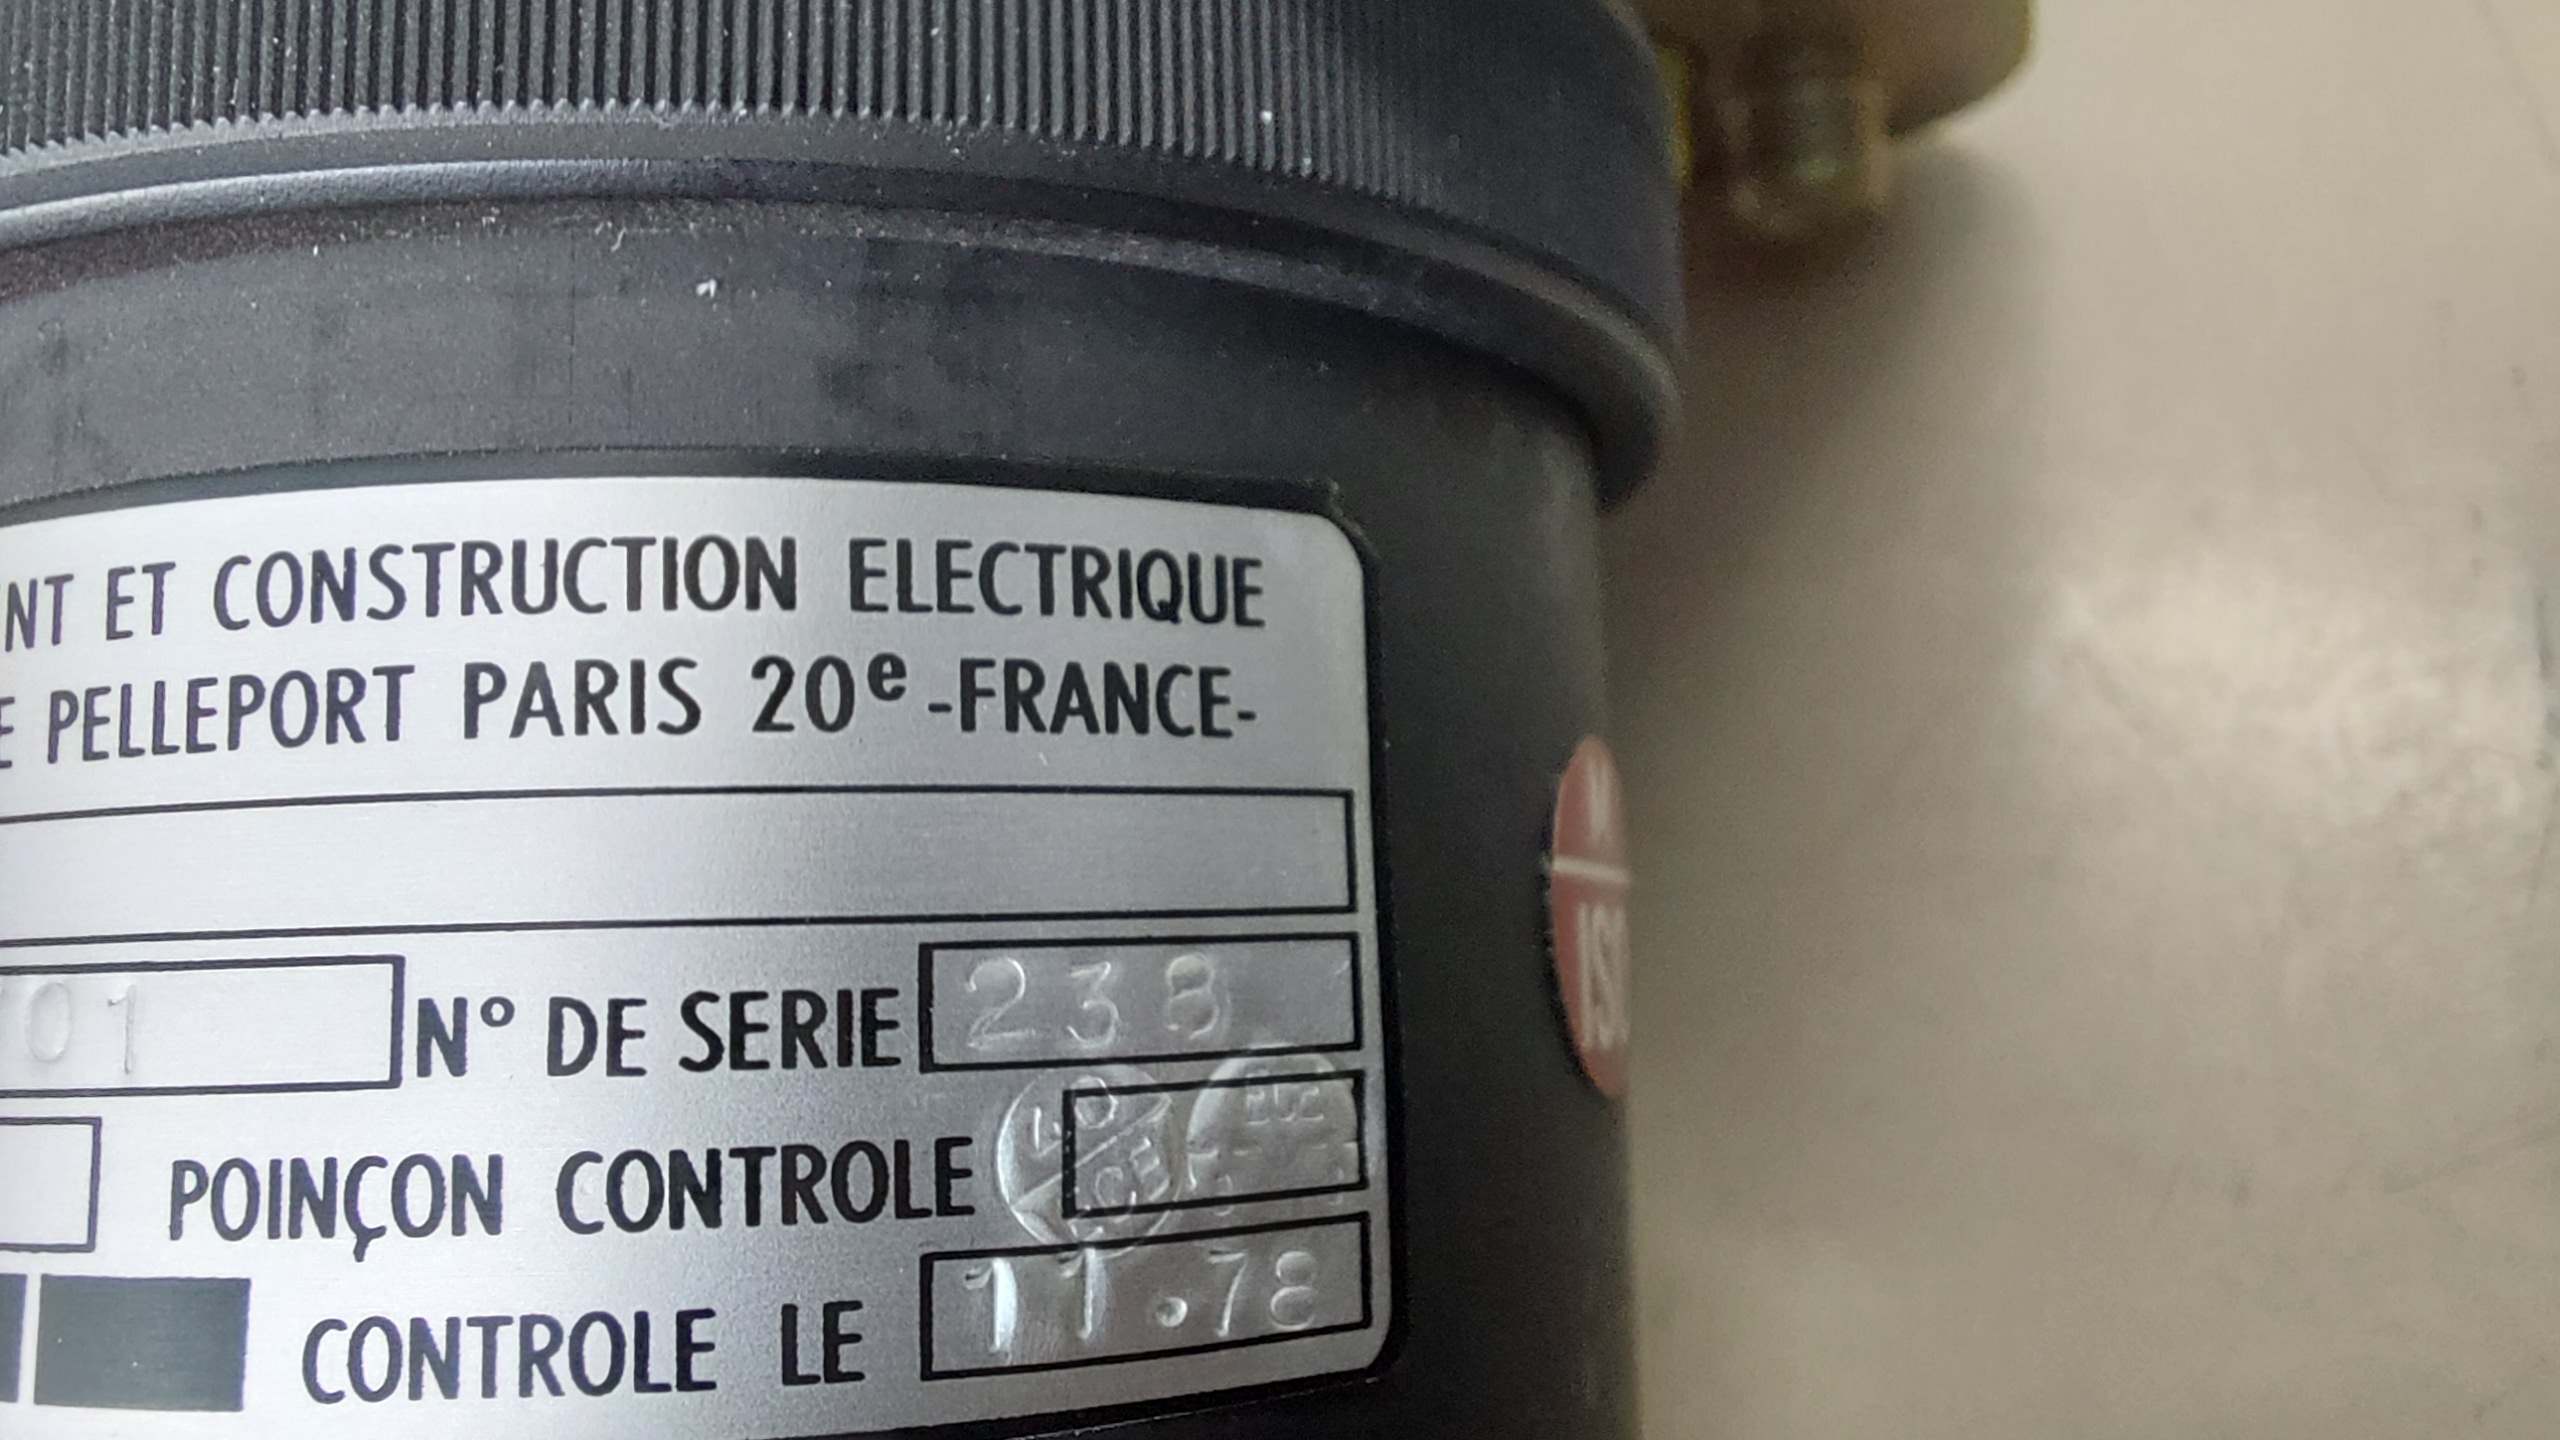 NT ET CONSTRUCTION ELECTRIQUE
E PELLEPORT PARIS 20e -FRANCE-
01 N° DE SERIE 238
POINÇON CONTROLE
CONTROLE LE 11.78